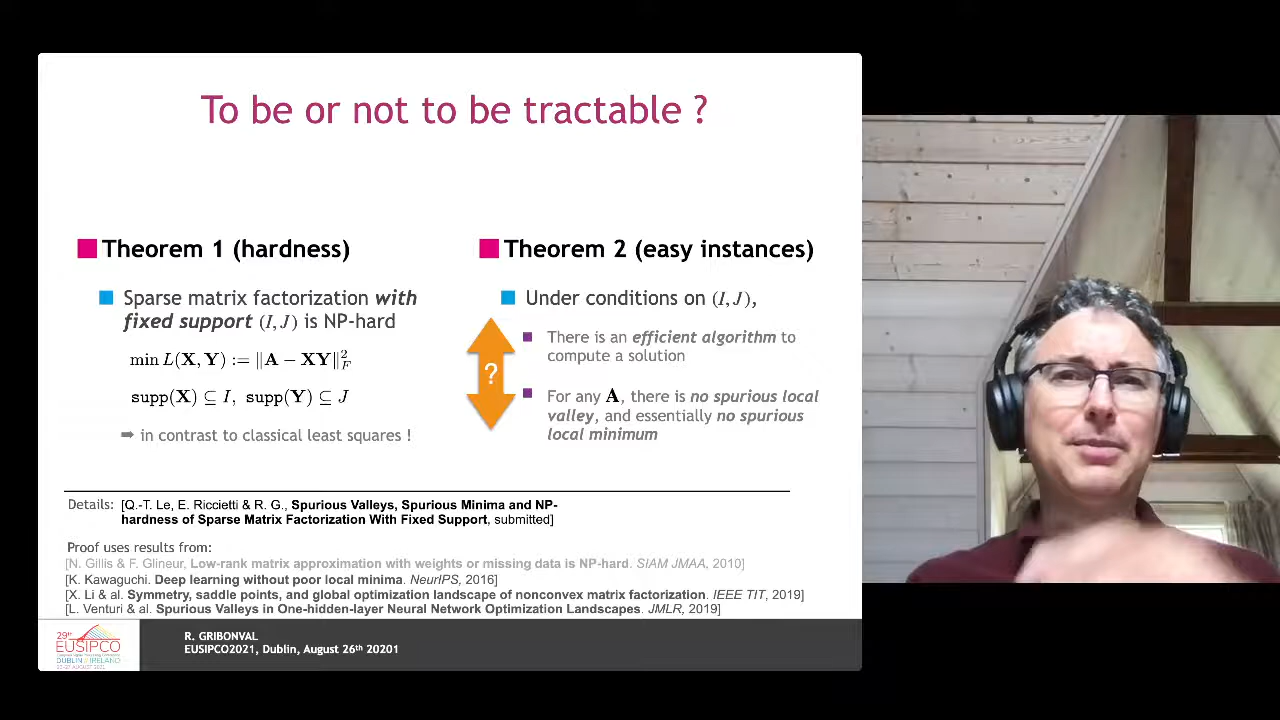 To be or not to be tractable ?
Theorem 1 (hardness)
Sparse matrix factorization with
fixed support (I, J) is NP-hard
min L(X, Y) := ‖A − XY‖²_F
supp(X) ⊆ I, supp(Y) ⊆ J
➡ in contrast to classical least squares !
Theorem 2 (easy instances)
Under conditions on (I, J),
There is an efficient algorithm to
compute a solution
?
For any A, there is no spurious local
valley, and essentially no spurious
local minimum
Details: [Q.-T. Le, E. Riccietti & R. G., Spurious Valleys, Spurious Minima and NP-
hardness of Sparse Matrix Factorization With Fixed Support, submitted]
Proof uses results from:
[N. Gillis & F. Glineur, Low-rank matrix approximation with weights or missing data is NP-hard. SIAM JMAA, 2010]
[K. Kawaguchi. Deep learning without poor local minima. NeurIPS, 2016]
[X. Li & al. Symmetry, saddle points, and global optimization landscape of nonconvex matrix factorization. IEEE TIT, 2019]
[L. Venturi & al. Spurious Valleys in One-hidden-layer Neural Network Optimization Landscapes. JMLR, 2019]
29th
EUSIPCO
DUBLIN IRELAND
R. GRIBONVAL
EUSIPCO2021, Dublin, August 26th 20201